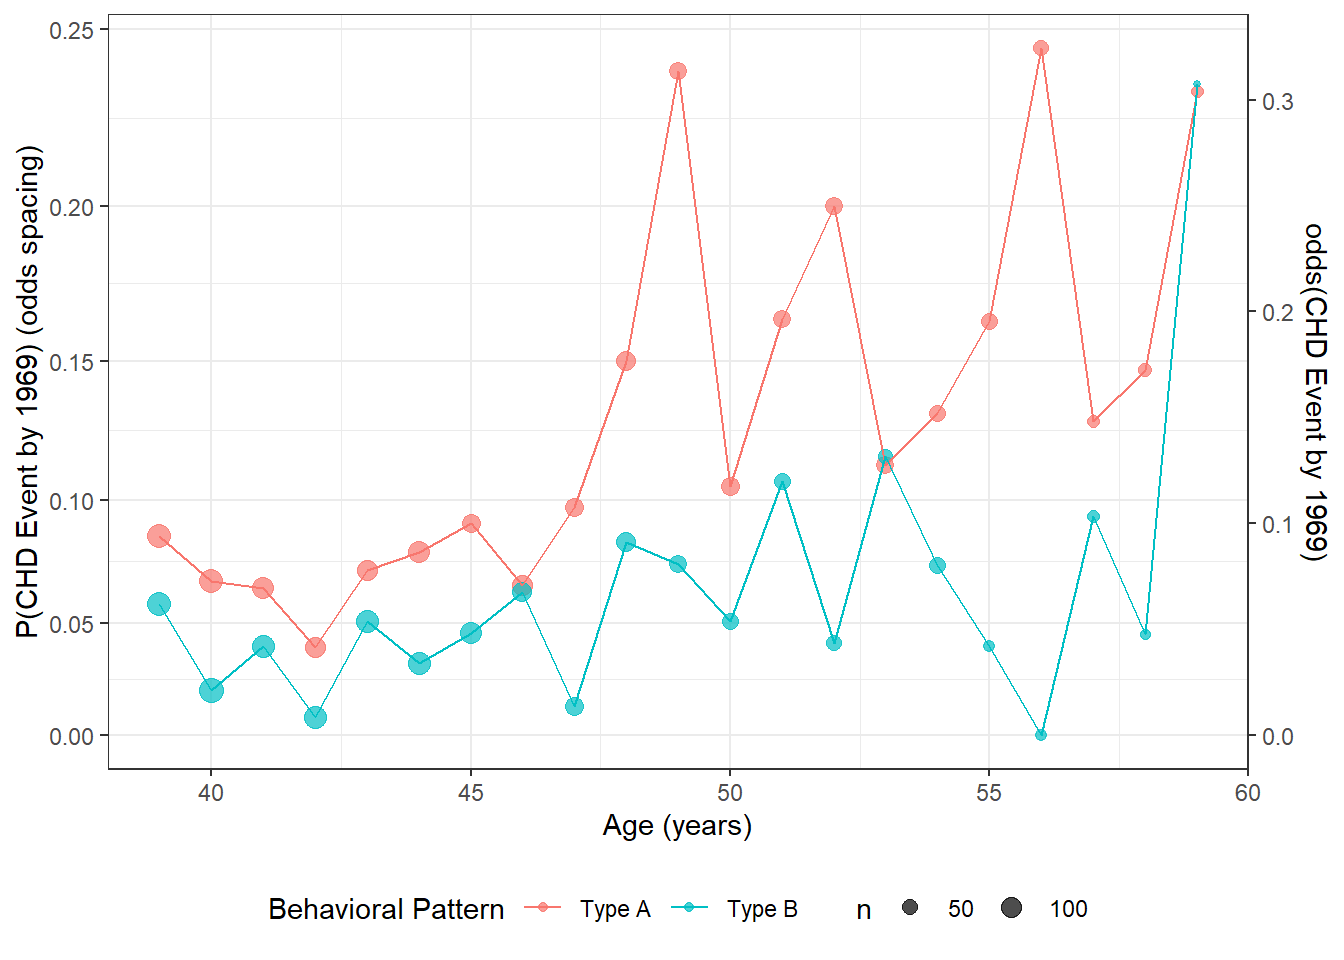 P(CHD Event by 1969) (odds spacing)
0.25
0.20
0.15
0.10
0.05
0.00
0.3
0.2
0.1
0.0
odds(CHD Event by 1969)
40 45 50 55 60
Age (years)
Behavioral Pattern Type A Type B n 50 100